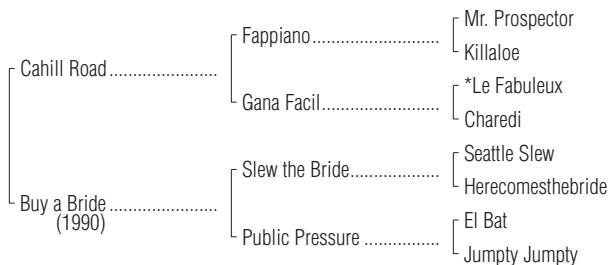 Mr. Prospector
Fappiano
Killaloe
Cahill Road
*Le Fabuleux
Gana Facil
Charedi
Seattle Slew
Slew the Bride
Herecomesthebride
Buy a Bride
(1990)
El Bat
Public Pressure
Jumpty Jumpty